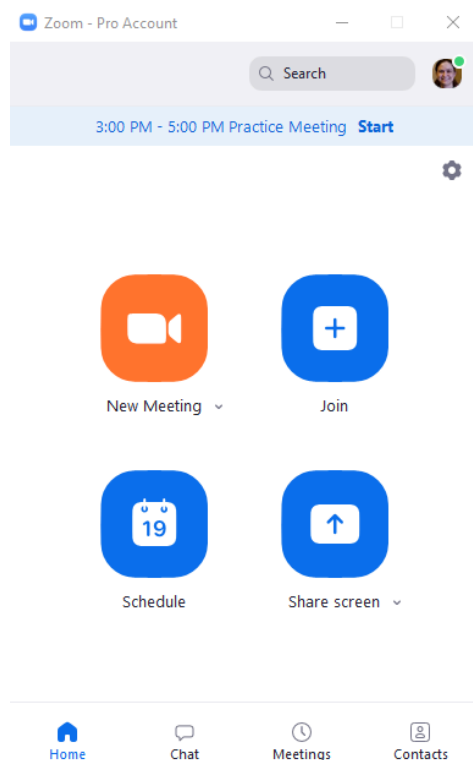 Zoom - Pro Account
Search
3:00 PM - 5:00 PM Practice Meeting Start
New Meeting
Join
19
Schedule
Share screen
Home
Chat
Meetings
Contacts